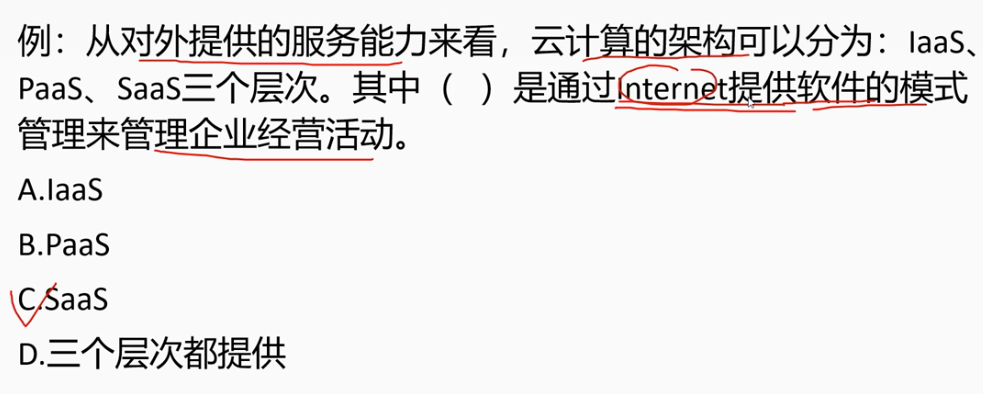 例：从对外提供的服务能力来看，云计算的架构可以分为：IaaS、
PaaS、SaaS三个层次。其中（ ）是通过Internet提供软件的模式
管理来管理企业经营活动。
A.IaaS
B.PaaS
C.SaaS
D.三个层次都提供